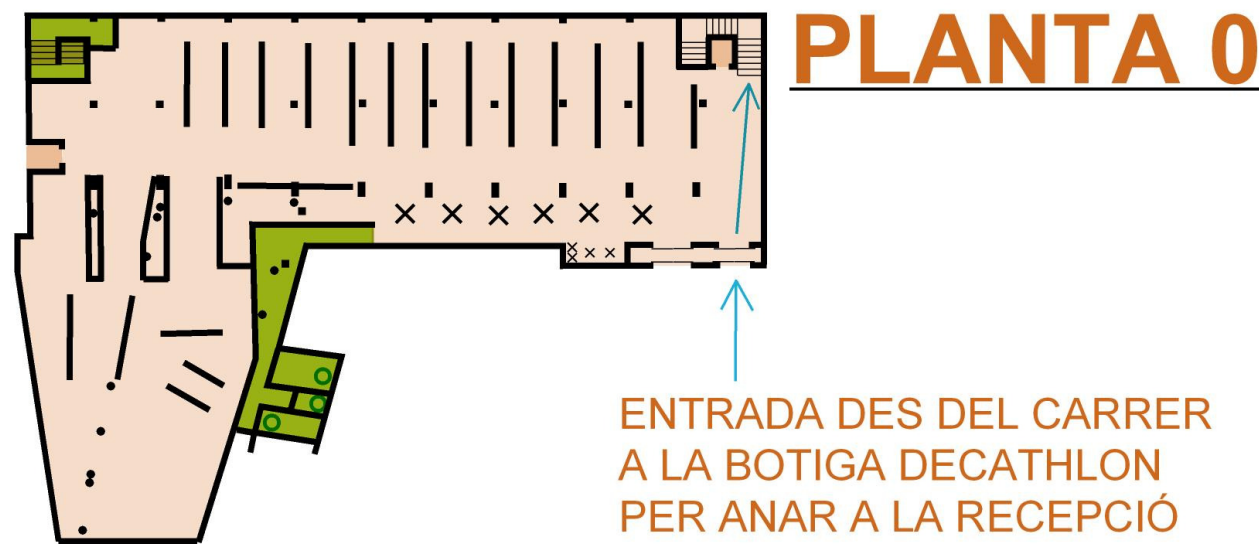 PLANTA 0
ENTRADA DES DEL CARRER
A LA BOTIGA DECATHLON
PER ANAR A LA RECEPCIÓ